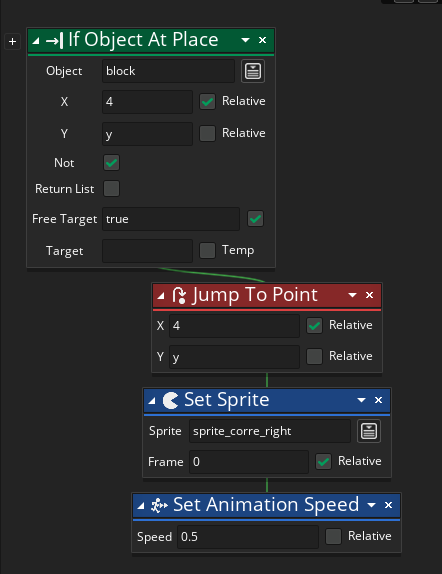 If Object At Place
Object block
X 4 Relative
Y y Relative
Not
Return List
Free Target true
Target Temp
Jump To Point
X 4 Relative
Y y Relative
Set Sprite
Sprite sprite_corre_right
Frame 0 Relative
Set Animation Speed
Speed 0.5 Relative